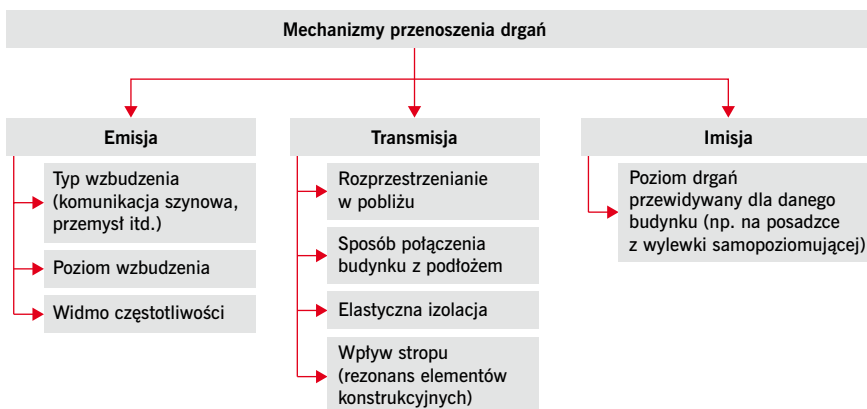 Mechanizmy przenoszenia drgań
Emisja
Typ wzbudzenia
(komunikacja szynowa,
przemysł itd.)
Poziom wzbudzenia
Widmo częstotliwości
Transmisja
Rozprzestrzenianie
w pobliżu
Sposób połączenia
budynku z podłożem
Elastyczna izolacja
Wpływ stropu
(rezonans elementów
konstrukcyjnych)
Imisja
Poziom drgań
przewidywany dla danego
budynku (np. na posadzce
z wylewki samopoziomującej)